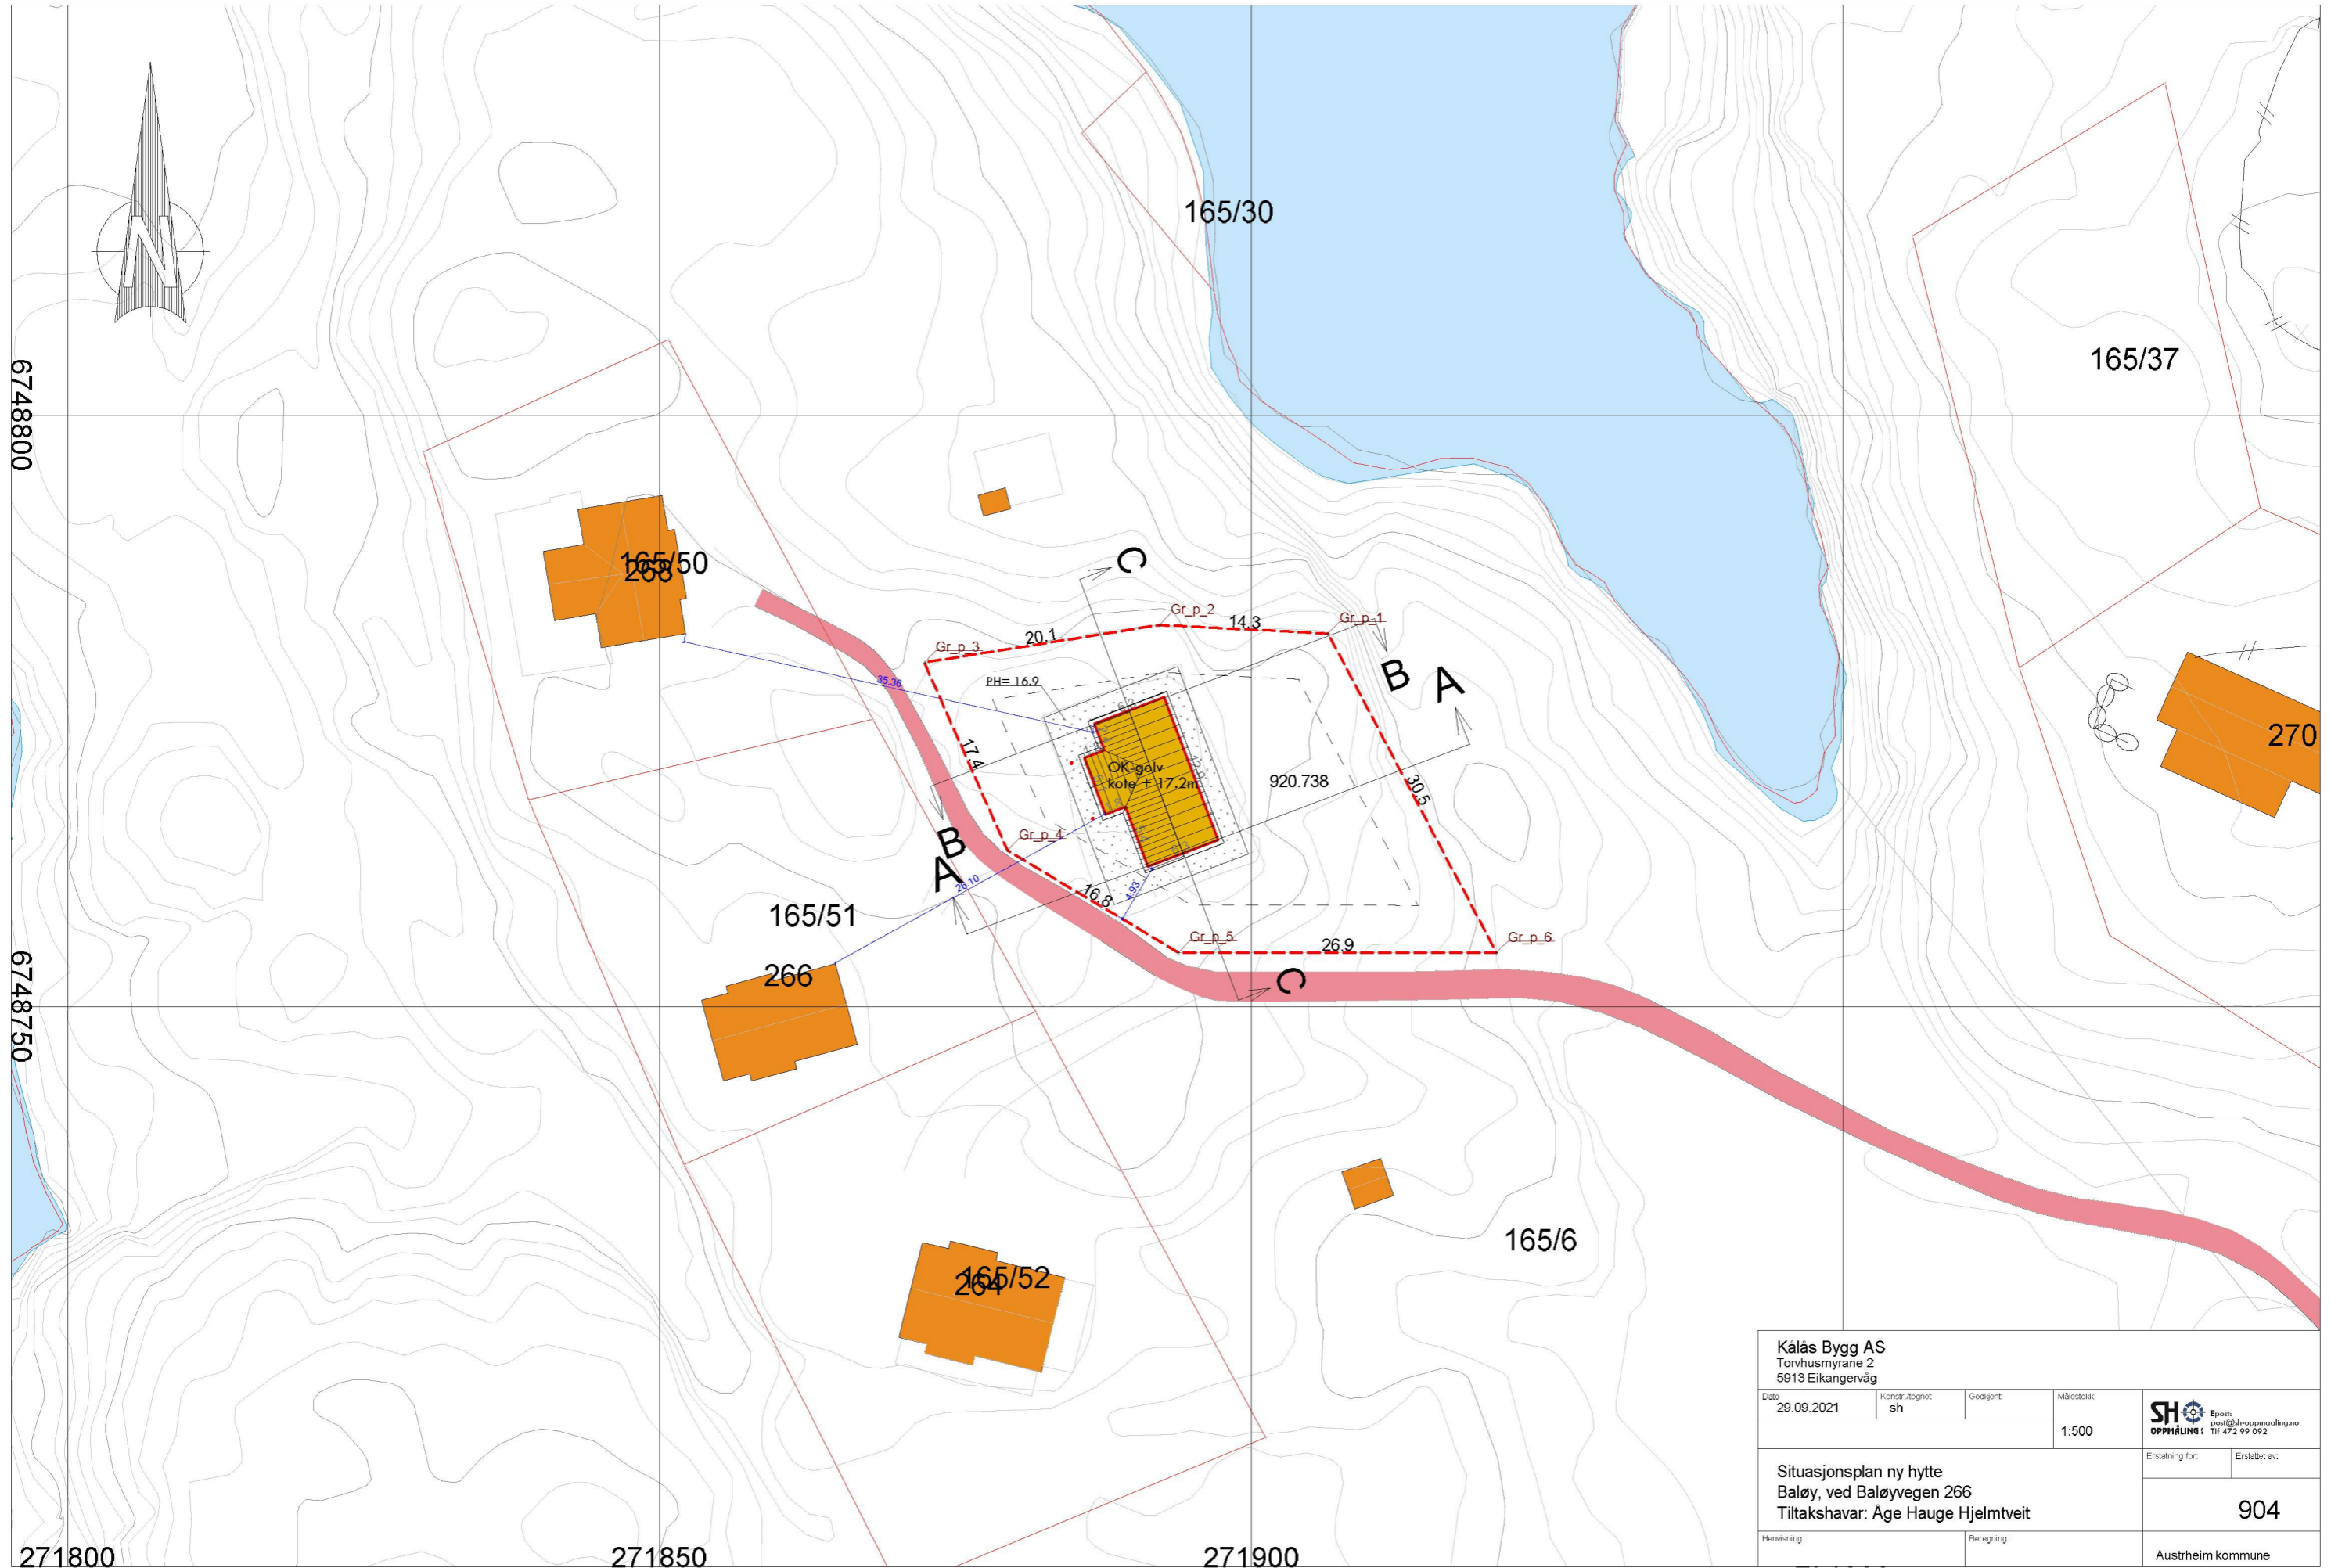 N
165/30
165/37
6748800
165/50
268
C
Gr_p_2
14.3
Gr_p_1
20.1
Gr_p_3
B
A
35.36
PH= 16.9
6.3
270
17.4
OK-golv
kote + 17.2m
920.738
30.5
Gr_p_4
B
A
26.10
16.8
4.93
165/51
Gr_p_5
26.9
Gr_p_6
6748750
266
C
165/6
165/52
264
Kålås Bygg AS
Torvhusmyrane 2
5913 Eikangervåg
Dato
29.09.2021
Konstr./tegnet
sh
Godkjent
Målestokk
1:500
SH
OPPMÅLING
Epost:
post@sh-oppmaaling.no
Tlf 472 99 092
Situasjonsplan ny hytte
Baløy, ved Baløyvegen 266
Tiltakshavar: Åge Hauge Hjelmtveit
Erstatning for:
Erstattet av:
904
Henvisning:
Beregning:
Austrheim kommune
271800
271850
271900